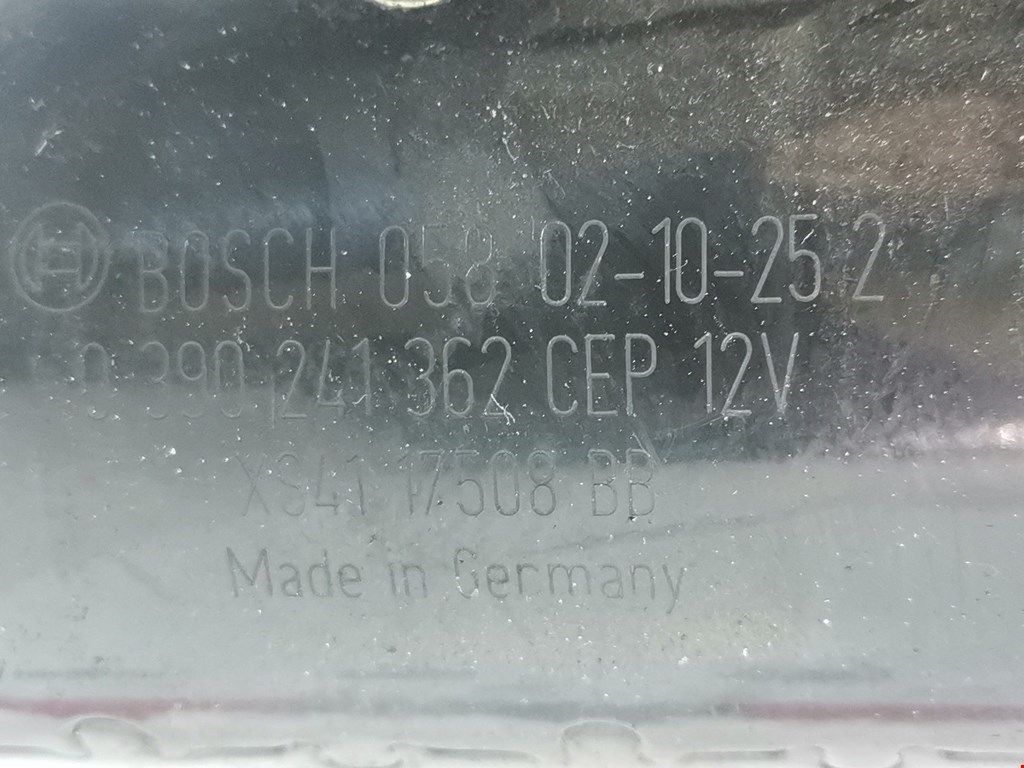 BOSCH 058 02-10-25 2
0 390 241 362 CEP 12V
XS41 17508 BB
Made in Germany